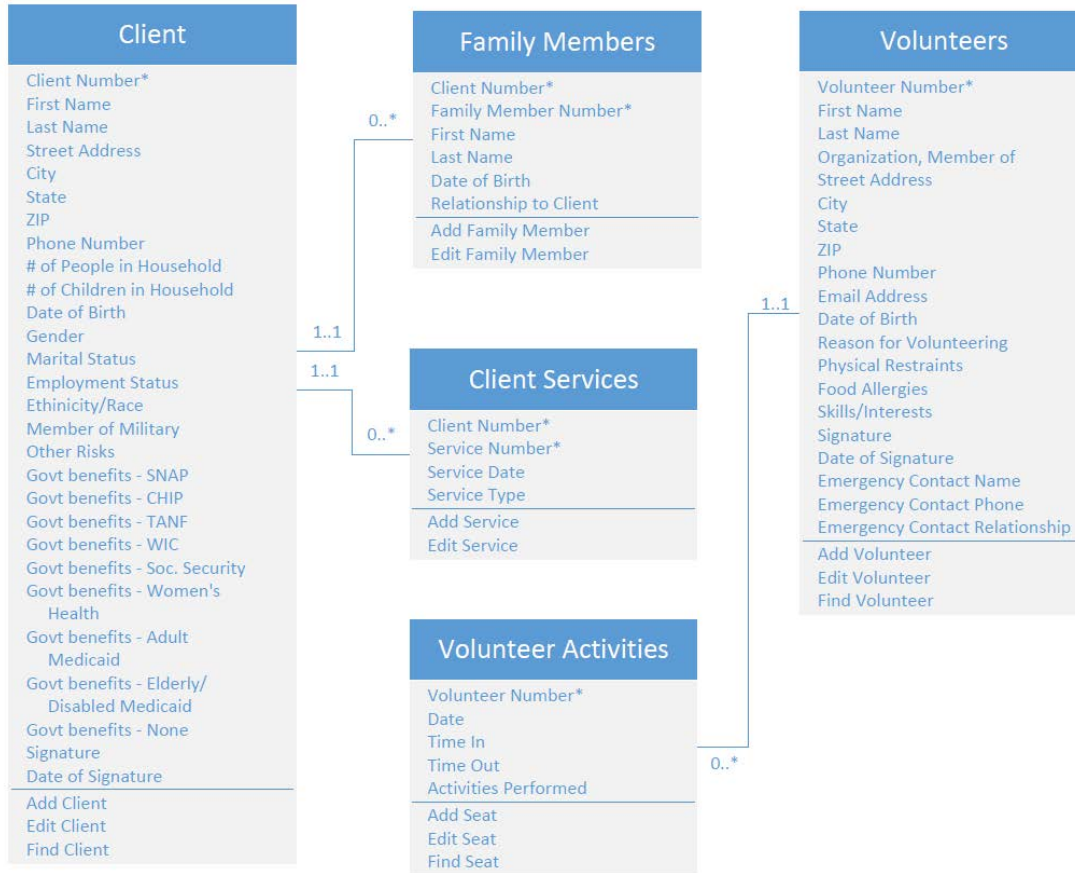 Client
Client Number*
First Name
Last Name
Street Address
City
State
ZIP
Phone Number
# of People in Household
# of Children in Household
Date of Birth
Gender
Marital Status
Employment Status
Ethinicity/Race
Member of Military
Other Risks
Govt benefits - SNAP
Govt benefits - CHIP
Govt benefits - TANF
Govt benefits - WIC
Govt benefits - Soc. Security
Govt benefits - Women's
Health
Govt benefits - Adult
Medicaid
Govt benefits - Elderly/
Disabled Medicaid
Govt benefits - None
Signature
Date of Signature
Add Client
Edit Client
Find Client
0..*
1..1
1..1
0..*
Family Members
Client Number*
Family Member Number*
First Name
Last Name
Date of Birth
Relationship to Client
Add Family Member
Edit Family Member
Client Services
Client Number*
Service Number*
Service Date
Service Type
Add Service
Edit Service
Volunteer Activities
Volunteer Number*
Date
Time In
Time Out
Activities Performed
Add Seat
Edit Seat
Find Seat
1..1
0..*
Volunteers
Volunteer Number*
First Name
Last Name
Organization, Member of
Street Address
City
State
ZIP
Phone Number
Email Address
Date of Birth
Reason for Volunteering
Physical Restraints
Food Allergies
Skills/Interests
Signature
Date of Signature
Emergency Contact Name
Emergency Contact Phone
Emergency Contact Relationship
Add Volunteer
Edit Volunteer
Find Volunteer